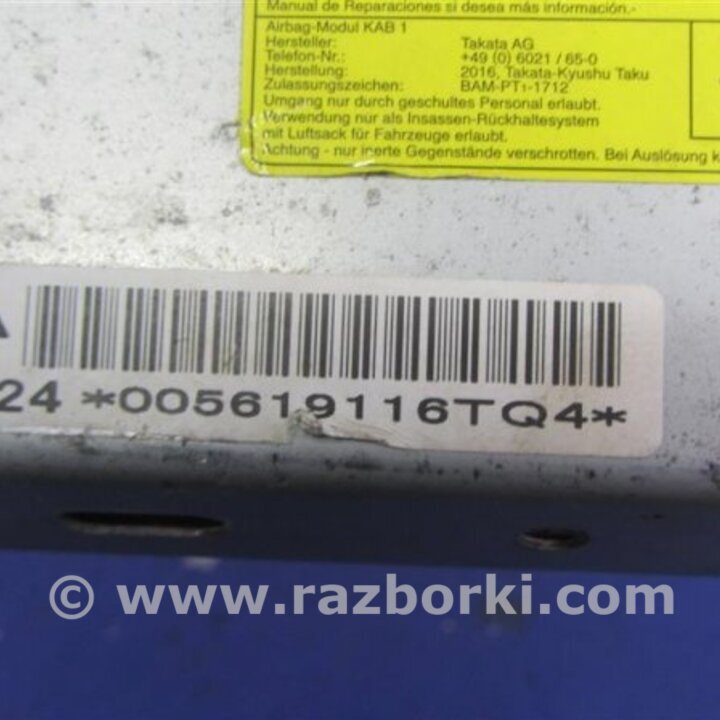 Manual de Reparaciones si desea más información.-
Airbag-Modul KAB 1
Hersteller: Takata AG
Telefon-Nr.: +49 (0) 6021 / 65-0
Herstellung: 2016, Takata-Kyushu Taku
Zulassungszeichen: BAM-PT1-1712
Umgang nur durch geschultes Personal erlaubt.
Verwendung nur als Insassen-Rückhaltesystem
mit Luftsack für Fahrzeuge erlaubt.
Achtung - nur inerte Gegenstände verschrotten. Bei Auslösung k
A
24 *005619116TQ4*
© www.razborki.com